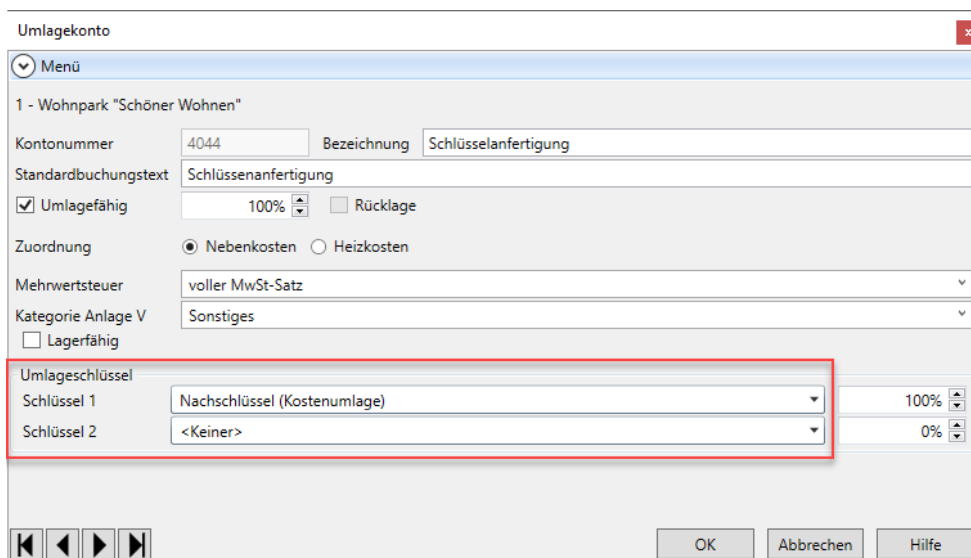 Umlagekonto x
Menü
1 - Wohnpark "Schöner Wohnen"
Kontonummer 4044 Bezeichnung Schlüsselanfertigung
Standardbuchungstext Schlüssenanfertigung
Umlagefähig 100% Rücklage
Zuordnung Nebenkosten Heizkosten
Mehrwertsteuer voller MwSt-Satz
Kategorie Anlage V Sonstiges
Lagerfähig
Umlageschlüssel
Schlüssel 1 Nachschlüssel (Kostenumlage) 100%
Schlüssel 2 <Keiner> 0%
OK Abbrechen Hilfe